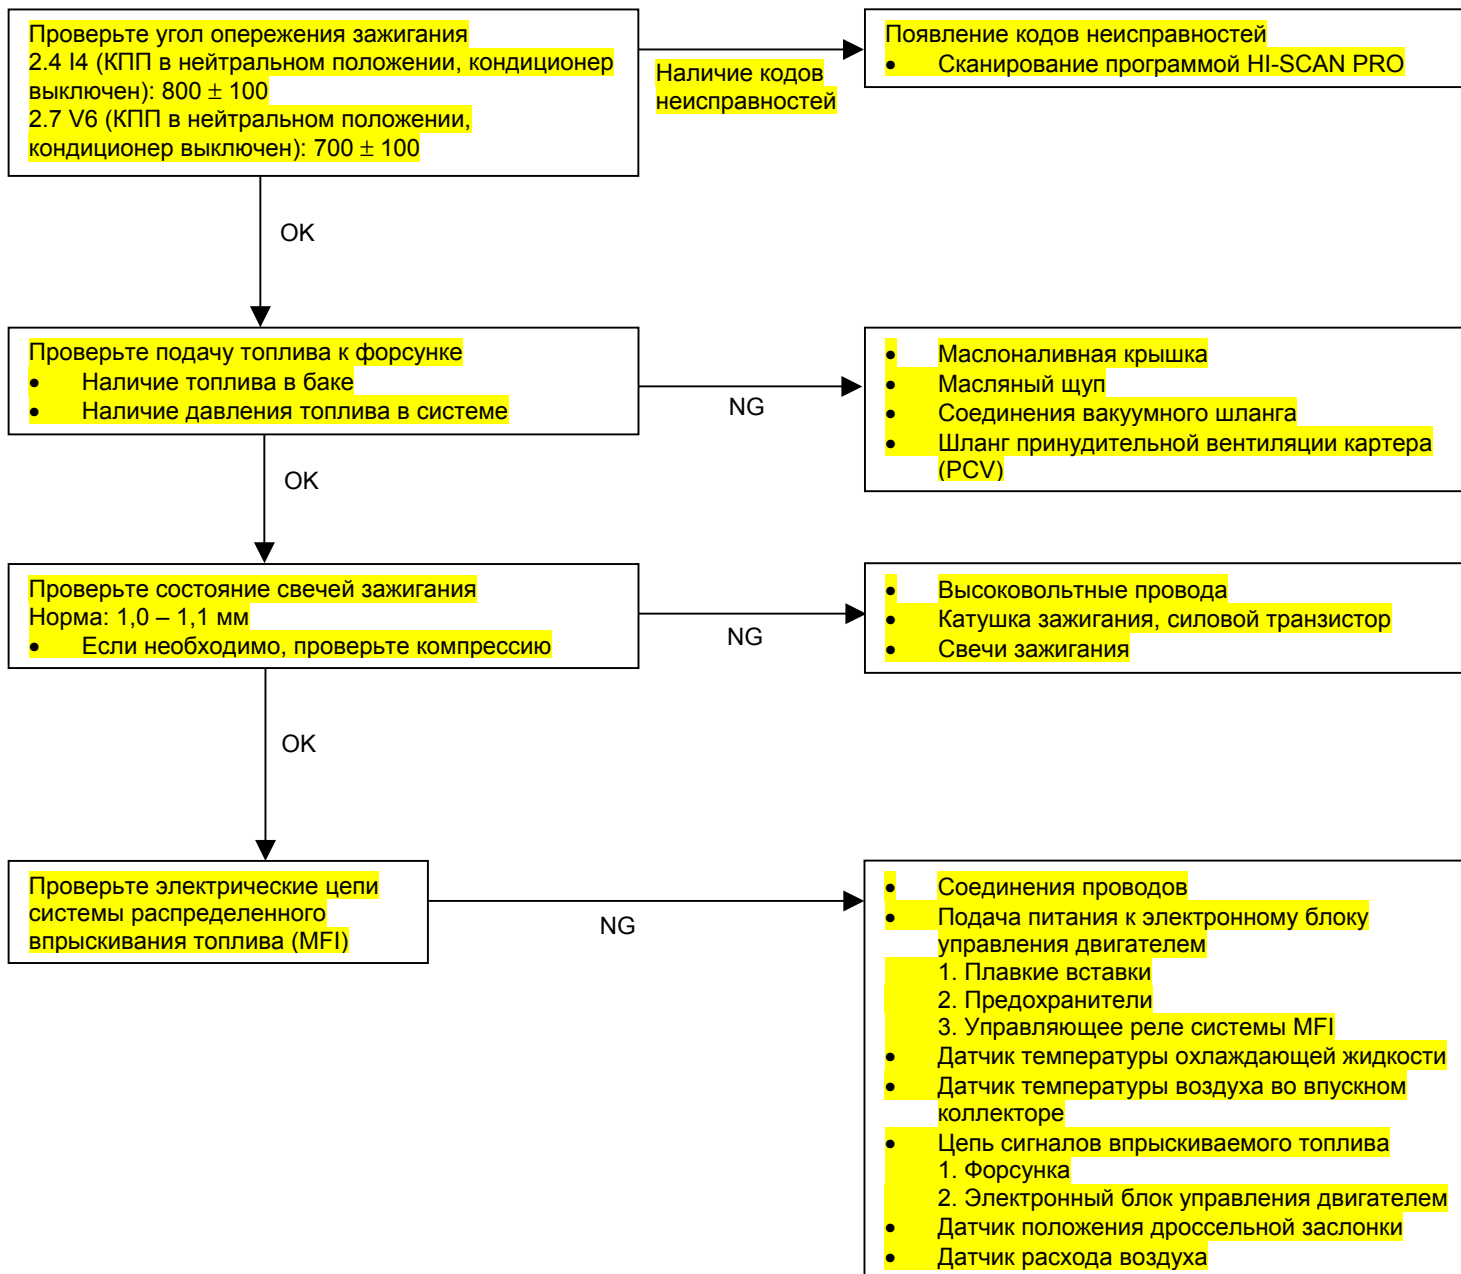 Проверьте угол опережения зажигания
2.4 I4 (КПП в нейтральном положении, кондиционер
выключен): 800 ± 100
2.7 V6 (КПП в нейтральном положении,
кондиционер выключен): 700 ± 100
Наличие кодов
неисправностей
Появление кодов неисправностей
• Сканирование программой HI-SCAN PRO
OK
Проверьте подачу топлива к форсунке
• Наличие топлива в баке
• Наличие давления топлива в системе
NG
• Маслоналивная крышка
• Масляный щуп
• Соединения вакуумного шланга
• Шланг принудительной вентиляции картера
(PCV)
OK
Проверьте состояние свечей зажигания
Норма: 1,0 – 1,1 мм
• Если необходимо, проверьте компрессию
NG
• Высоковольтные провода
• Катушка зажигания, силовой транзистор
• Свечи зажигания
OK
Проверьте электрические цепи
системы распределенного
впрыскивания топлива (MFI)
NG
• Соединения проводов
• Подача питания к электронному блоку
управления двигателем
1. Плавкие вставки
2. Предохранители
3. Управляющее реле системы MFI
• Датчик температуры охлаждающей жидкости
• Датчик температуры воздуха во впускном
коллекторе
• Цепь сигналов впрыскиваемого топлива
1. Форсунка
2. Электронный блок управления двигателем
• Датчик положения дроссельной заслонки
• Датчик расхода воздуха